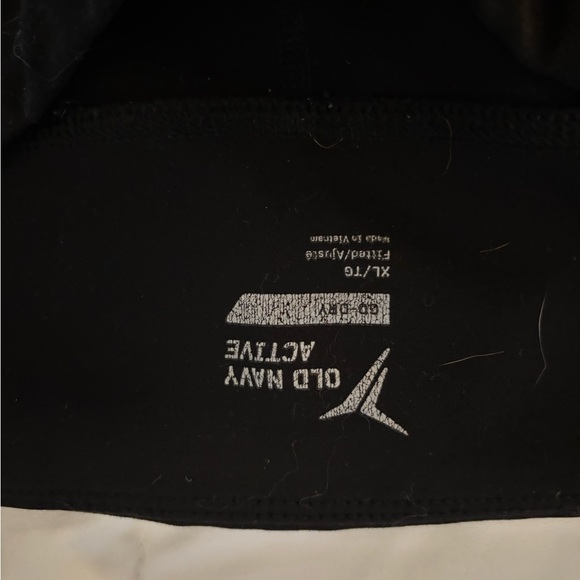 OLD NAVY
ACTIVE
GO-DRY
XL/TG
Fitted/Ajusté
Made in Vietnam